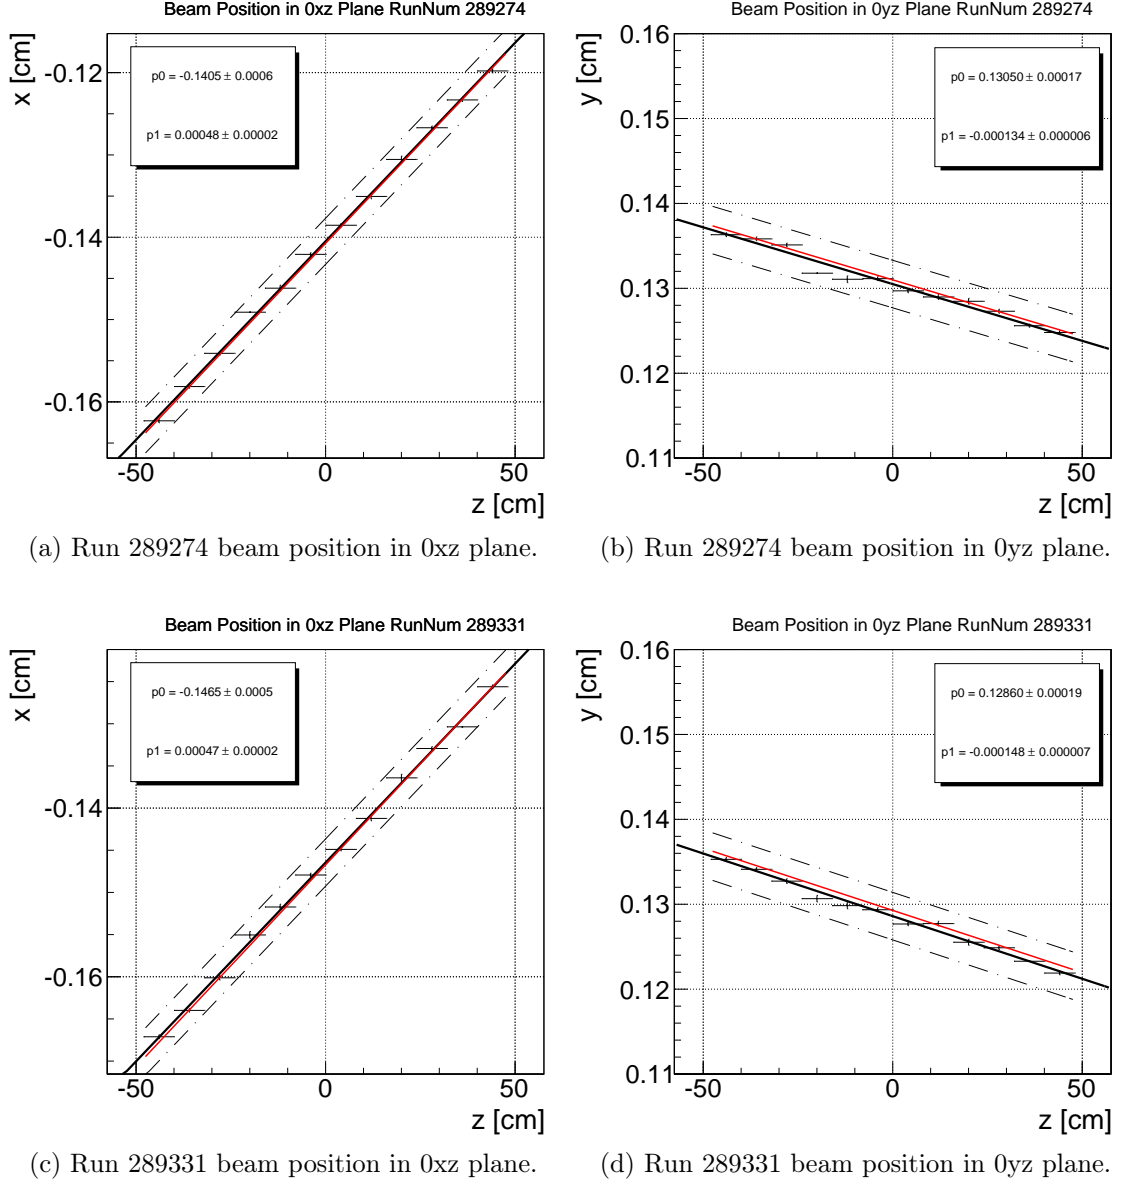 Beam Position in 0xz Plane RunNum 289274
x [cm]
p0 = -0.1405 ± 0.0006
p1 = 0.00048 ± 0.00002
-0.12
-0.14
-0.16
-50 0 50
z [cm]
(a) Run 289274 beam position in 0xz plane.
Beam Position in 0yz Plane RunNum 289274
y [cm]
p0 = 0.13050 ± 0.00017
p1 = -0.000134 ± 0.000006
0.16
0.15
0.14
0.13
0.12
0.11
-50 0 50
z [cm]
(b) Run 289274 beam position in 0yz plane.
Beam Position in 0xz Plane RunNum 289331
x [cm]
p0 = -0.1465 ± 0.0005
p1 = 0.00047 ± 0.00002
-0.14
-0.16
-50 0 50
z [cm]
(c) Run 289331 beam position in 0xz plane.
Beam Position in 0yz Plane RunNum 289331
y [cm]
p0 = 0.12860 ± 0.00019
p1 = -0.000148 ± 0.000007
0.16
0.15
0.14
0.13
0.12
0.11
-50 0 50
z [cm]
(d) Run 289331 beam position in 0yz plane.